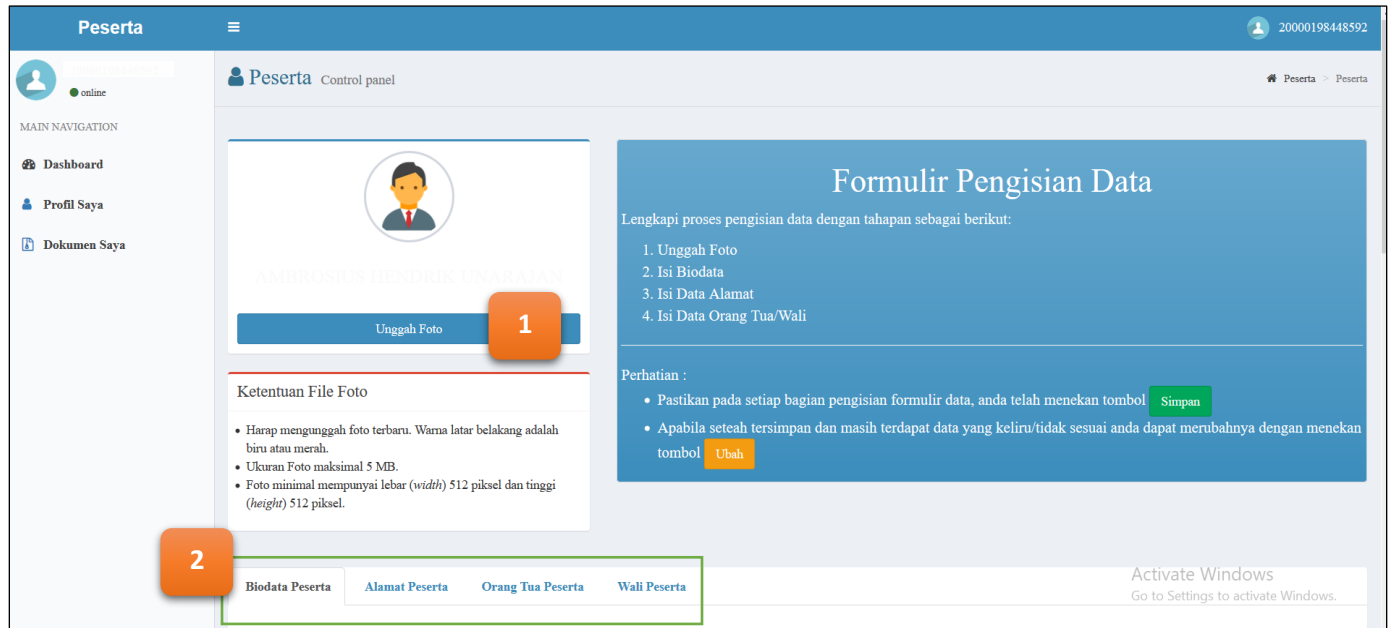 Peserta
20000198448592
online
MAIN NAVIGATION
Dashboard
Profil Saya
Dokumen Saya
Peserta Control panel
Peserta > Peserta
Unggah Foto
1
Ketentuan File Foto
Harap mengunggah foto terbaru. Warna latar belakang adalah
biru atau merah.
Ukuran Foto maksimal 5 MB.
Foto minimal mempunyai lebar (width) 512 piksel dan tinggi
(height) 512 piksel.
Formulir Pengisian Data
Lengkapi proses pengisian data dengan tahapan sebagai berikut:
1. Unggah Foto
2. Isi Biodata
3. Isi Data Alamat
4. Isi Data Orang Tua/Wali
Perhatian :
Pastikan pada setiap bagian pengisian formulir data, anda telah menekan tombol Simpan
Apabila seteah tersimpan dan masih terdapat data yang keliru/tidak sesuai anda dapat merubahnya dengan menekan
tombol Ubah
2
Biodata Peserta Alamat Peserta Orang Tua Peserta Wali Peserta
Activate Windows
Go to Settings to activate Windows.